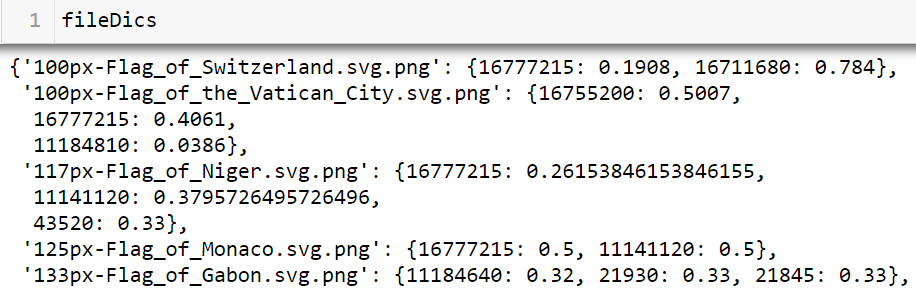 1 fileDics
{'100px-Flag_of_Switzerland.svg.png': {16777215: 0.1908, 16711680: 0.784},
'100px-Flag_of_the_Vatican_City.svg.png': {16755200: 0.5007,
16777215: 0.4061,
11184810: 0.0386},
'117px-Flag_of_Niger.svg.png': {16777215: 0.26153846153846155,
11141120: 0.3795726495726496,
43520: 0.33},
'125px-Flag_of_Monaco.svg.png': {16777215: 0.5, 11141120: 0.5},
'133px-Flag_of_Gabon.svg.png': {11184640: 0.32, 21930: 0.33, 21845: 0.33},